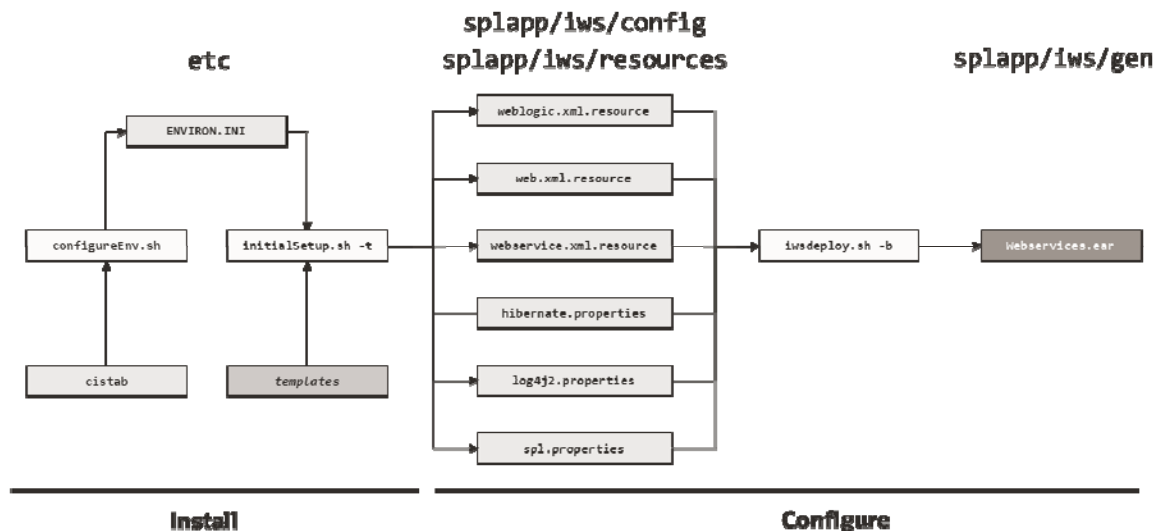 splapp/iws/config
etc
splapp/iws/resources
splapp/iws/gen
weblogic.xml.resource
ENVIRON.INI
web.xml.resource
configureEnv.sh
initialSetup.sh -t
webservice.xml.resource
iwsdeploy.sh -b
Webservices.ear
hibernate.properties
cistab
templates
log4j2.properties
spl.properties
Install
Configure